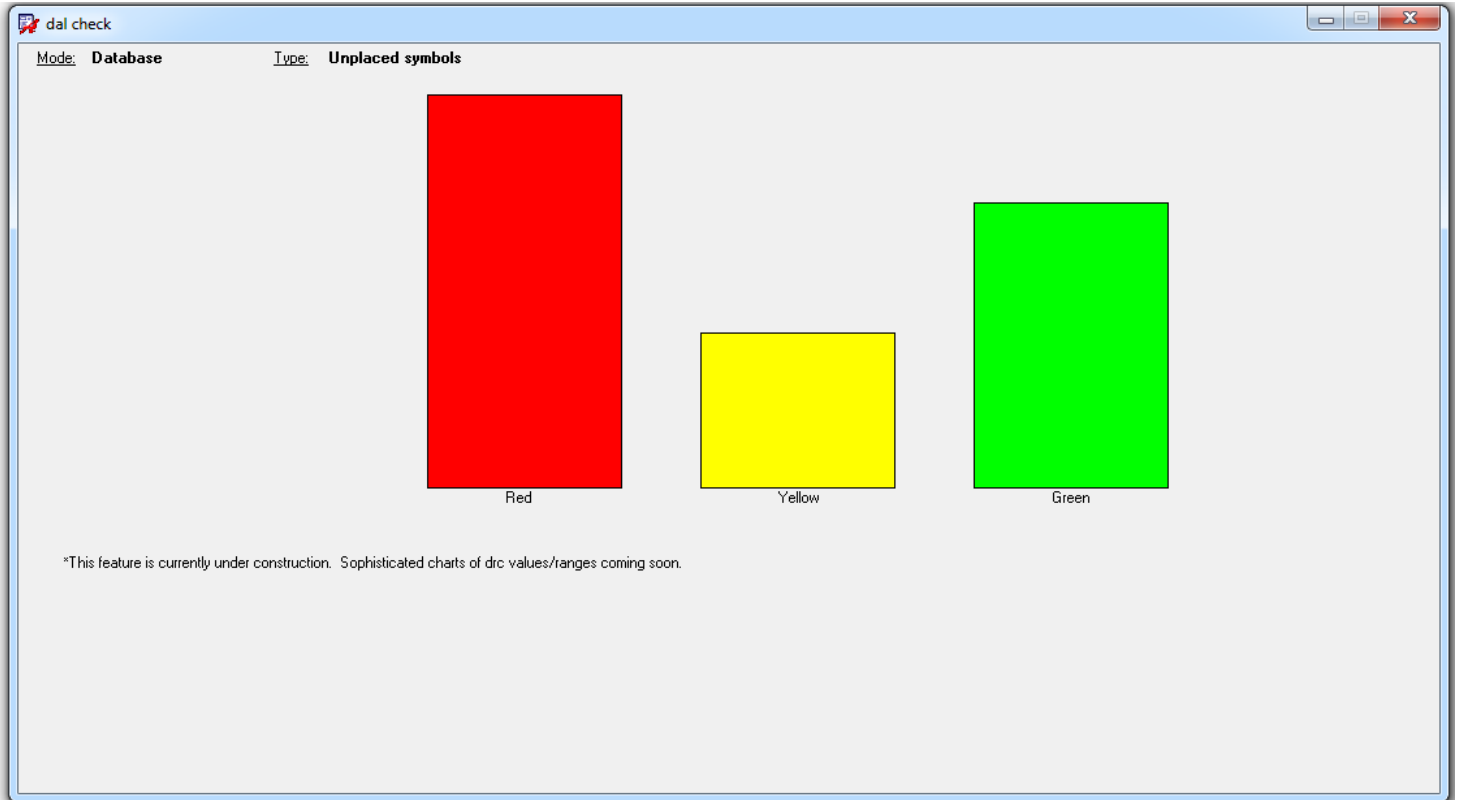 dal check
Mode: Database Type: Unplaced symbols
Red Yellow Green
*This feature is currently under construction. Sophisticated charts of drc values/ranges coming soon.